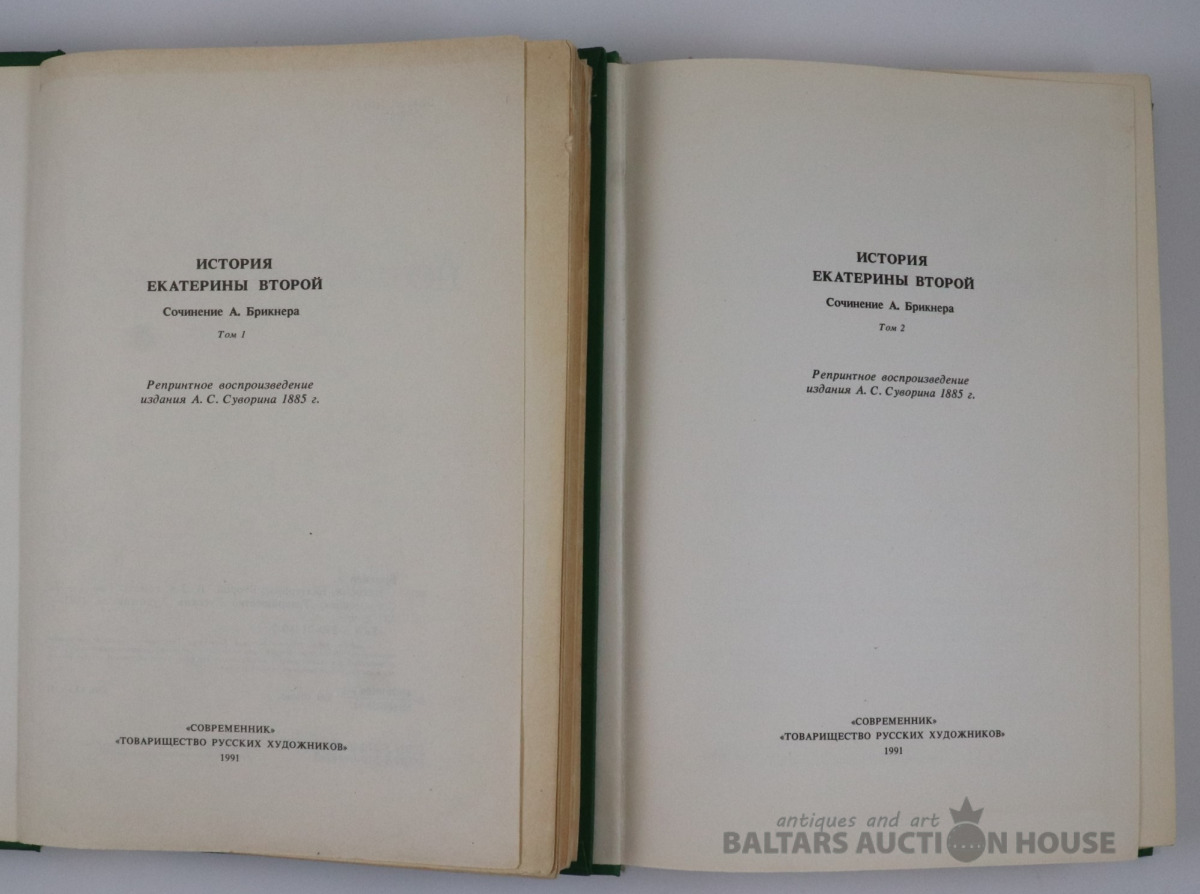 ИСТОРИЯ
ЕКАТЕРИНЫ ВТОРОЙ
Сочинение А. Брикнера
Том 1
Репринтное воспроизведение
издания А. С. Суворина 1885 г.
«СОВРЕМЕННИК»
«ТОВАРИЩЕСТВО РУССКИХ ХУДОЖНИКОВ»
1991
ИСТОРИЯ
ЕКАТЕРИНЫ ВТОРОЙ
Сочинение А. Брикнера
Том 2
Репринтное воспроизведение
издания А. С. Суворина 1885 г.
«СОВРЕМЕННИК»
«ТОВАРИЩЕСТВО РУССКИХ ХУДОЖНИКОВ»
1991
antiques and art
BALTARS AUCTION HOUSE